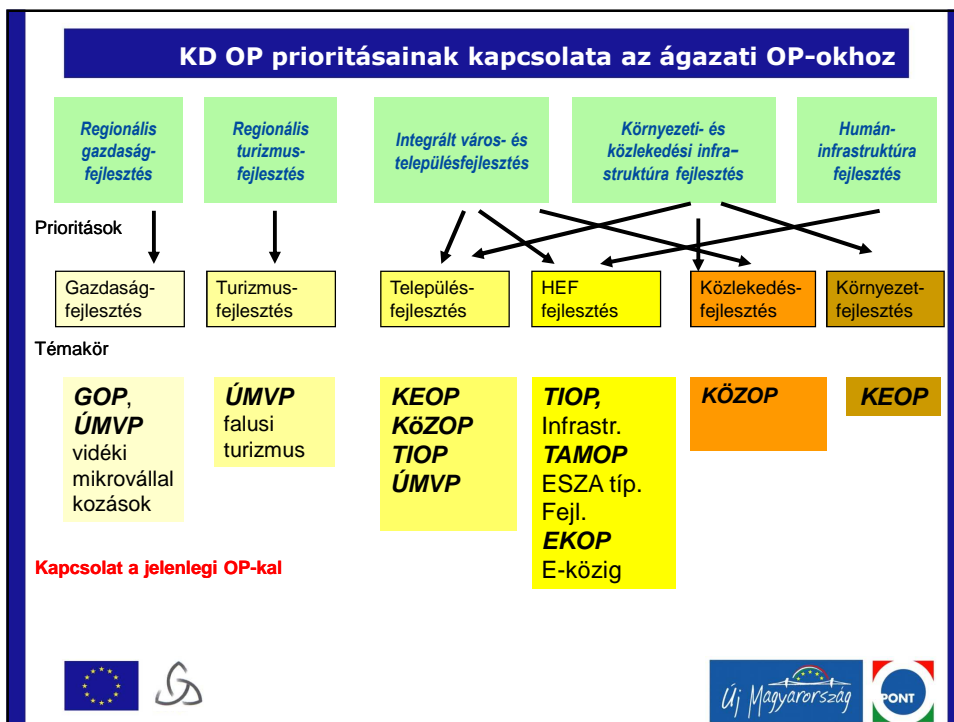 KD OP prioritásainak kapcsolata az ágazati OP-okhoz
Regionális
gazdaság-
fejlesztés
Regionális
turizmus-
fejlesztés
Integrált város- és
településfejlesztés
Környezeti- és
közlekedési infra-
struktúra fejlesztés
Humán-
infrastruktúra
fejlesztés
Prioritások
Gazdaság-
fejlesztés
Turizmus-
fejlesztés
Település-
fejlesztés
HEF
fejlesztés
Közlekedés-
fejlesztés
Környezet-
fejlesztés
Témakör
GOP,
ÚMVP
vidéki
mikrovállal
kozások
ÚMVP
falusi
turizmus
KEOP
KöZOP
TIOP
ÚMVP
TIOP,
Infrastr.
TAMOP
ESZA típ.
Fejl.
EKOP
E-közig
KÖZOP
KEOP
Kapcsolat a jelenlegi OP-kal
Új Magyarország
PONT